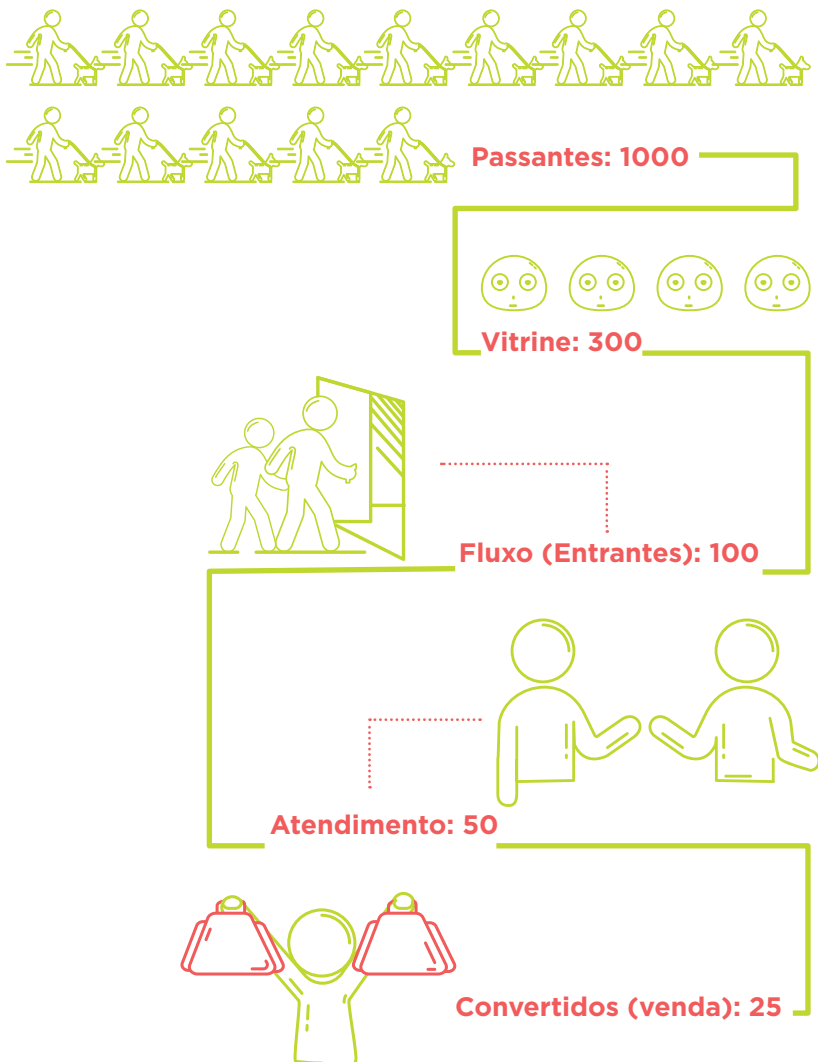 Passantes: 1000
Vitrine: 300
Fluxo (Entrantes): 100
Atendimento: 50
Convertidos (venda): 25